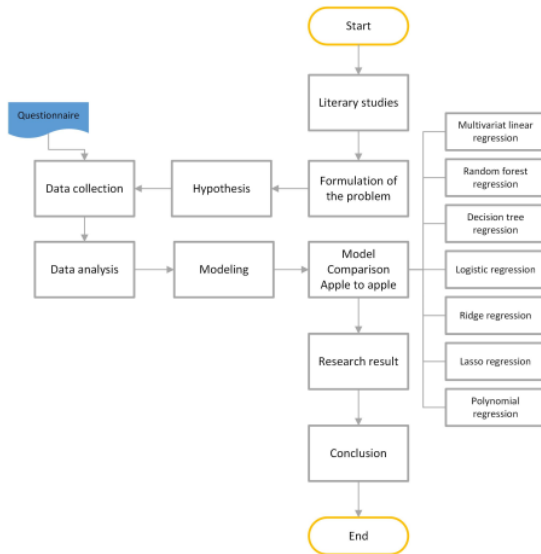 Start
Literary studies
Questionnaire
Data collection
Hypothesis
Formulation of
the problem
Data analysis
Modeling
Model
Comparison
Apple to apple
Multivariat linear
regression
Random forest
regression
Decision tree
regression
Logistic regression
Ridge regression
Lasso regression
Polynomial
regression
Research result
Conclusion
End